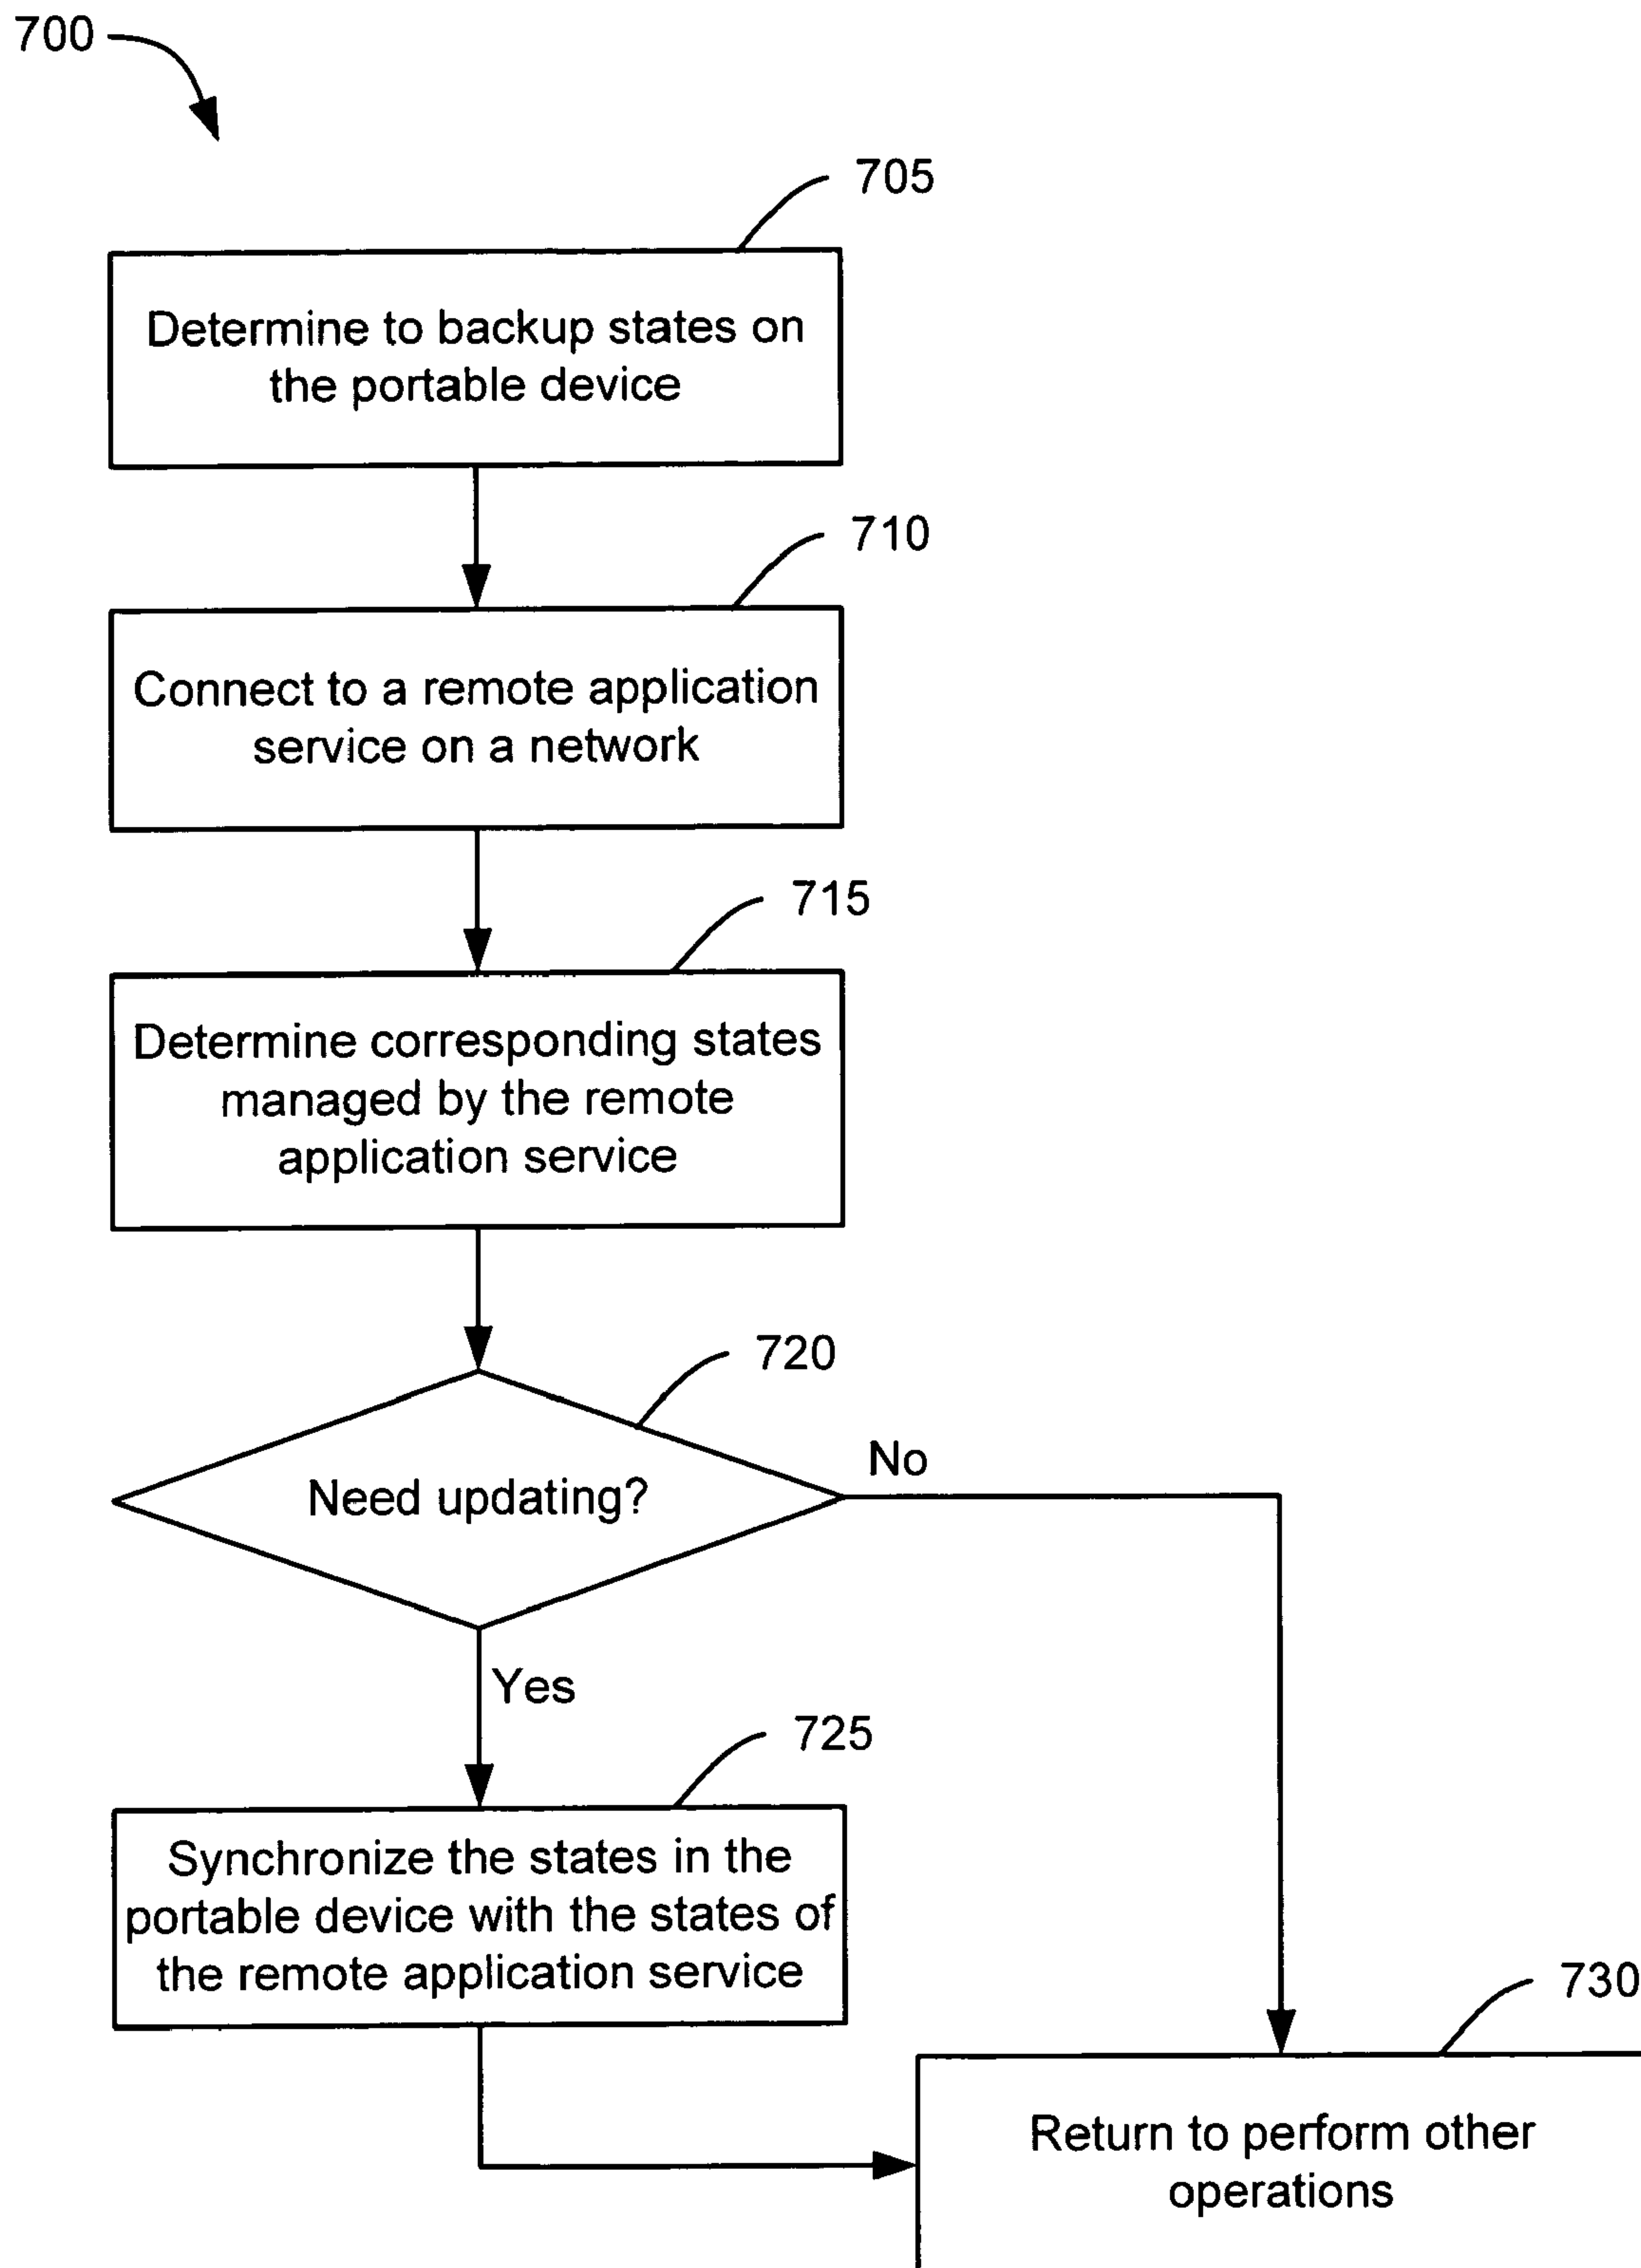 700
705
Determine to backup states on
the portable device
710
Connect to a remote application
service on a network
715
Determine corresponding states
managed by the remote
application service
720
Need updating?
No
Yes
725
Synchronize the states in the
portable device with the states of
the remote application service
730
Return to perform other
operations